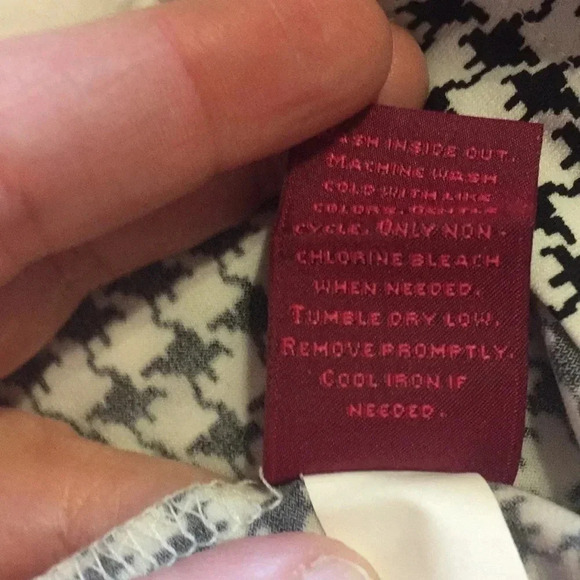 ASH INSIDE OUT.
MACHINE WASH
COLD WITH LIKE
COLORS. GENTLE
CYCLE. ONLY NON-
CHLORINE BLEACH
WHEN NEEDED.
TUMBLE DRY LOW.
REMOVE PROMPTLY.
COOL IRON IF
NEEDED.